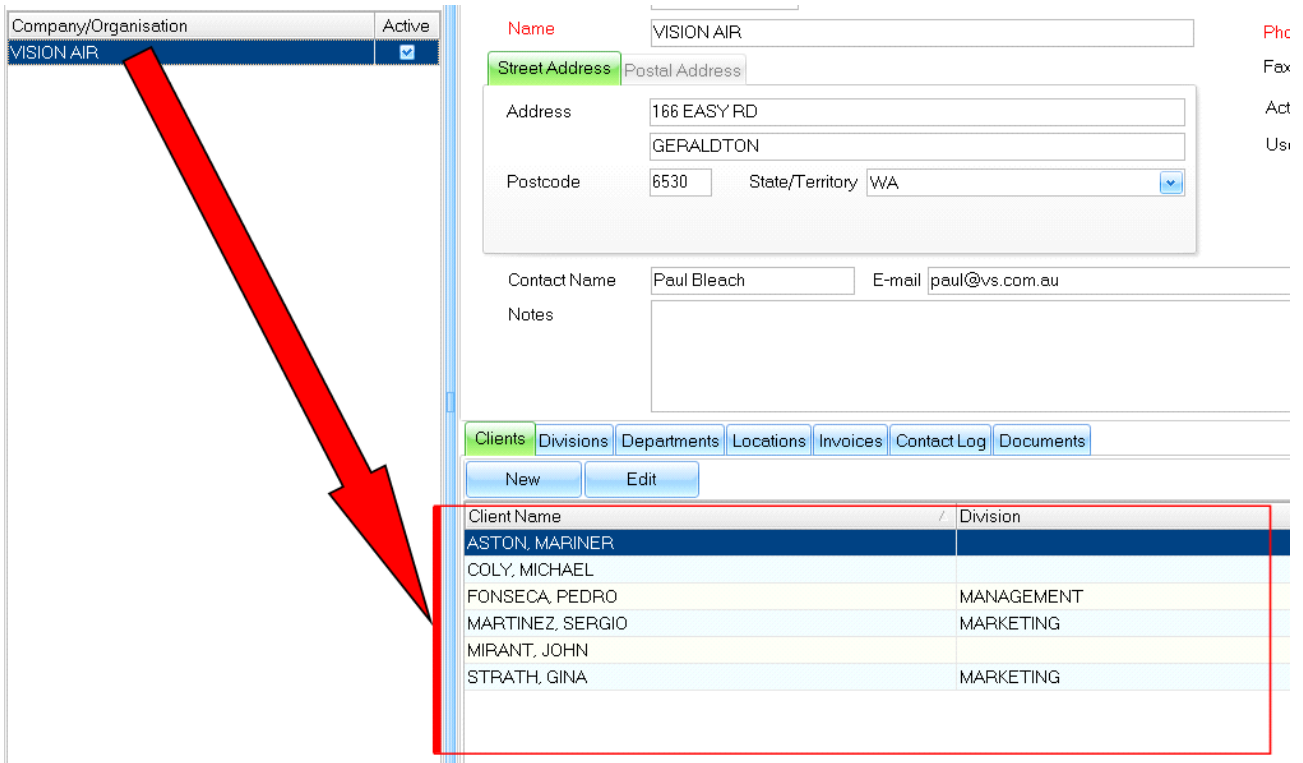 Company/Organisation Active
VISION AIR
Name VISION AIR
Street Address Postal Address
Address 166 EASY RD
GERALDTON
Postcode 6530 State/Territory WA
Contact Name Paul Bleach E-mail paul@vs.com.au
Notes
Fax
Clients Divisions Departments Locations Invoices Contact Log Documents
New Edit
Client Name Division
ASTON, MARINER
COLY, MICHAEL
FONSECA, PEDRO MANAGEMENT
MARTINEZ, SERGIO MARKETING
MIRANT, JOHN
STRATH, GINA MARKETING